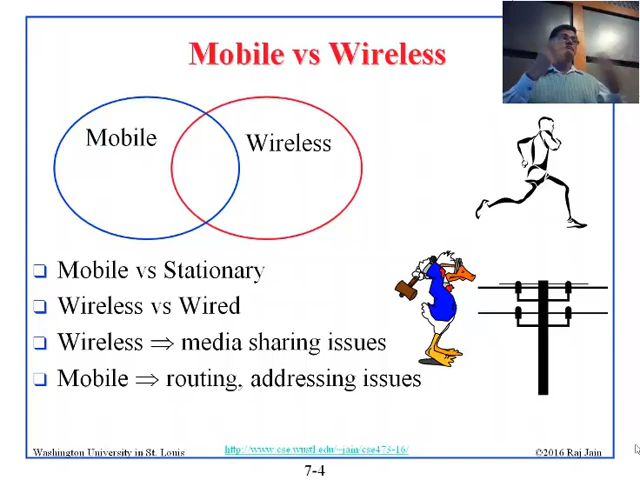 Mobile vs Wireless
Mobile
Wireless
Mobile vs Stationary
Wireless vs Wired
Wireless ⇒ media sharing issues
Mobile ⇒ routing, addressing issues
Washington University in St. Louis
http://www.cse.wustl.edu/~jain/cse473-16/
©2016 Raj Jain
7-4